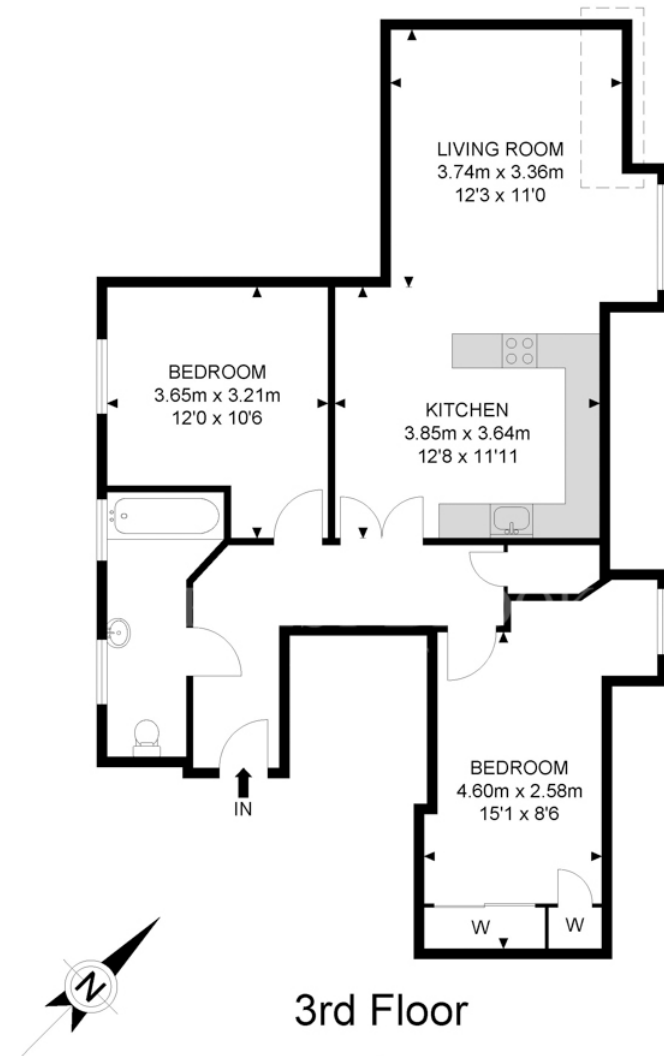 LIVING ROOM
3.74m x 3.36m
12'3 x 11'0
BEDROOM
3.65m x 3.21m
12'0 x 10'6
KITCHEN
3.85m x 3.64m
12'8 x 11'11
IN
BEDROOM
4.60m x 2.58m
15'1 x 8'6
W
W
N
3rd Floor